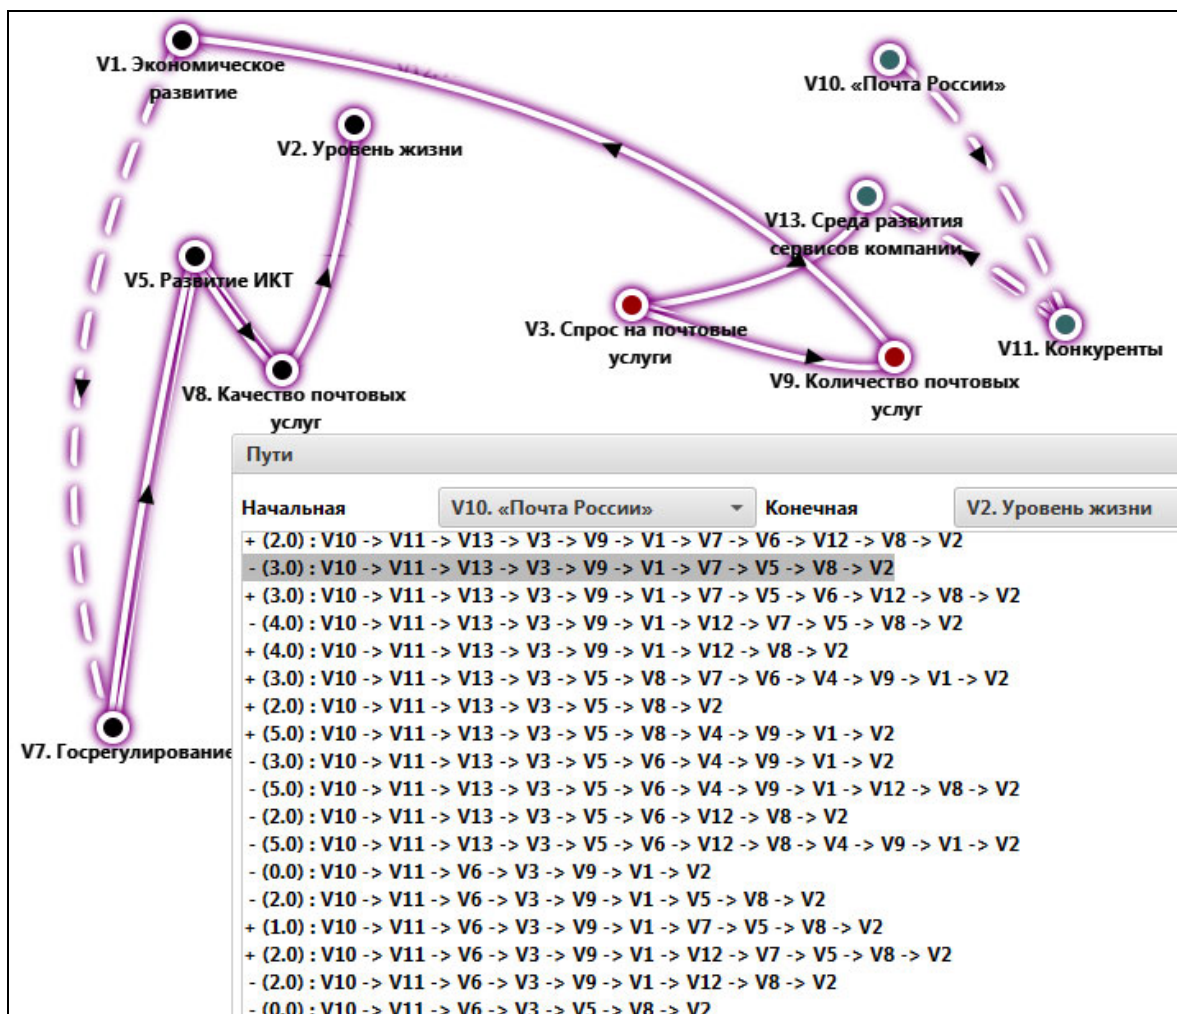 V1. Экономическое
развитие
V10. «Почта России»
V2. Уровень жизни
V13. Среда развития
сервисов компании
V5. Развитие ИКТ
V3. Спрос на почтовые
услуги
V11. Конкуренты
V8. Качество почтовых
услуг
V9. Количество почтовых
услуг
V7. Госрегулирование
Пути
Начальная V10. «Почта России» Конечная V2. Уровень жизни
+ (2.0) : V10 -> V11 -> V13 -> V3 -> V9 -> V1 -> V7 -> V6 -> V12 -> V8 -> V2
- (3.0) : V10 -> V11 -> V13 -> V3 -> V9 -> V1 -> V7 -> V5 -> V8 -> V2
+ (3.0) : V10 -> V11 -> V13 -> V3 -> V9 -> V1 -> V7 -> V5 -> V6 -> V12 -> V8 -> V2
- (4.0) : V10 -> V11 -> V13 -> V3 -> V9 -> V1 -> V12 -> V7 -> V5 -> V8 -> V2
+ (4.0) : V10 -> V11 -> V13 -> V3 -> V9 -> V1 -> V12 -> V8 -> V2
+ (3.0) : V10 -> V11 -> V13 -> V3 -> V5 -> V8 -> V7 -> V6 -> V4 -> V9 -> V1 -> V2
+ (2.0) : V10 -> V11 -> V13 -> V3 -> V5 -> V8 -> V2
+ (5.0) : V10 -> V11 -> V13 -> V3 -> V5 -> V8 -> V4 -> V9 -> V1 -> V2
- (3.0) : V10 -> V11 -> V13 -> V3 -> V5 -> V6 -> V4 -> V9 -> V1 -> V2
- (5.0) : V10 -> V11 -> V13 -> V3 -> V5 -> V6 -> V4 -> V9 -> V1 -> V12 -> V8 -> V2
- (2.0) : V10 -> V11 -> V13 -> V3 -> V5 -> V6 -> V12 -> V8 -> V2
- (5.0) : V10 -> V11 -> V13 -> V3 -> V5 -> V6 -> V12 -> V8 -> V4 -> V9 -> V1 -> V2
- (0.0) : V10 -> V11 -> V6 -> V3 -> V9 -> V1 -> V2
- (2.0) : V10 -> V11 -> V6 -> V3 -> V9 -> V1 -> V5 -> V8 -> V2
+ (1.0) : V10 -> V11 -> V6 -> V3 -> V9 -> V1 -> V7 -> V5 -> V8 -> V2
+ (2.0) : V10 -> V11 -> V6 -> V3 -> V9 -> V1 -> V12 -> V7 -> V5 -> V8 -> V2
- (2.0) : V10 -> V11 -> V6 -> V3 -> V9 -> V1 -> V12 -> V8 -> V2
- (0.0) : V10 -> V11 -> V6 -> V3 -> V5 -> V8 -> V2